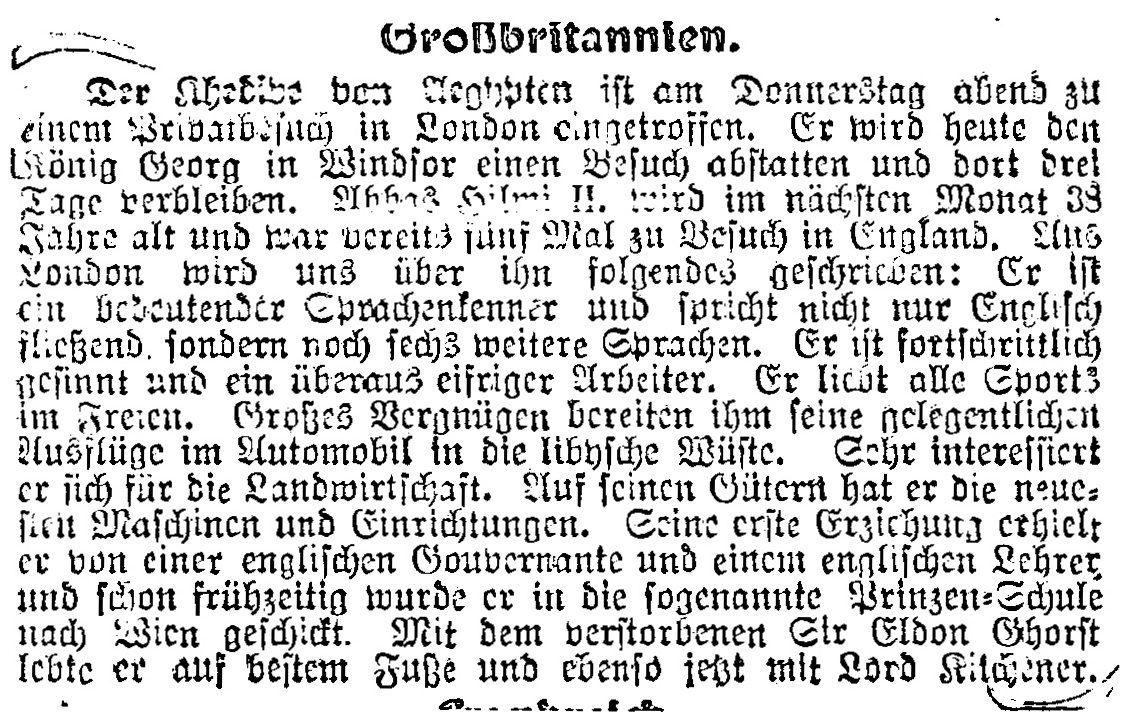 Großbritannien.
Der Khedive von Aegypten ist am Donnerstag abend zu
einem Privatbesuch in London eingetroffen. Er wird heute den
König Georg in Windsor einen Besuch abstatten und dort drei
Tage verbleiben. Abbas Hilmi II. wird im nächsten Monat 38
Jahre alt und war bereits fünf Mal zu Besuch in England. Aus
London wird uns über ihn folgendes geschrieben: Er ist
ein bedeutender Sprachenkenner und spricht nicht nur Englisch
fließend, sondern noch sechs weitere Sprachen. Er ist fortschrittlich
gesinnt und ein überaus eifriger Arbeiter. Er liebt alle Sports
im Freien. Großes Vergnügen bereiten ihm seine gelegentlichen
Ausflüge im Automobil in die libysche Wüste. Sehr interessiert
er sich für die Landwirtschaft. Auf seinen Gütern hat er die neue-
sten Maschinen und Einrichtungen. Seine erste Erziehung erhielt
er von einer englischen Gouvernante und einem englischen Lehrer,
und schon frühzeitig wurde er in die sogenannte Prinzen-Schule
nach Wien geschickt. Mit dem verstorbenen Sir Eldon Ghorst
lebte er auf bestem Fuße und ebenso jetzt mit Lord Kitchener.